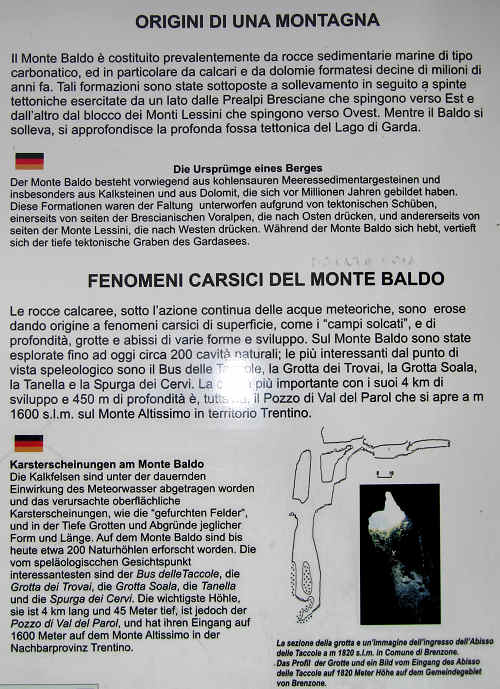 ORIGINI DI UNA MONTAGNA
Il Monte Baldo è costituito prevalentemente da rocce sedimentarie marine di tipo
carbonatico, ed in particolare da calcari e da dolomie formatesi decine di milioni di
anni fa. Tali formazioni sono state sottoposte a sollevamento in seguito a spinte
tettoniche esercitate da un lato dalle Prealpi Bresciane che spingono verso Est e
dall'altro dal blocco dei Monti Lessini che spingono verso Ovest. Mentre il Baldo si
solleva, si approfondisce la profonda fossa tettonica del Lago di Garda.
Die Ursprümge eines Berges
Der Monte Baldo besteht vorwiegend aus kohlensauren Meeressedimentargesteinen und
insbesonders aus Kalksteinen und aus Dolomit, die sich vor Millionen Jahren gebildet haben.
Diese Formationen waren der Faltung unterworfen aufgrund von tektonischen Schüben,
einerseits von seiten der Brescianischen Voralpen, die nach Osten drücken, und andererseits von
seiten der Monte Lessini, die nach Westen drücken. Während der Monte Baldo sich hebt, vertieft
sich der tiefe tektonische Graben des Gardasees.
FENOMENI CARSICI DEL MONTE BALDO
Le rocce calcaree, sotto l'azione continua delle acque meteoriche, sono erose
dando origine a fenomeni carsici di superficie, come i "campi solcati", e di
profondità, grotte e abissi di varie forme e sviluppo. Sul Monte Baldo sono state
esplorate fino ad oggi circa 200 cavità naturali; le più interessanti dal punto di
vista speleologico sono il Bus delle Taccole, la Grotta dei Trovai, la Grotta Soala,
la Tanella e la Spurga dei Cervi. La più importante con i suoi 4 km di
sviluppo e 450 m di profondità è, il Pozzo di Val del Parol che si apre a m
1600 s.l.m. sul Monte Altissimo in territorio Trentino.
Karsterscheinungen am Monte Baldo
Die Kalkfelsen sind unter der dauernden
Einwirkung des Meteorwasser abgetragen worden
und das verursachte oberflächliche
Karsterscheinungen, wie die "gefurchten Felder",
und in der Tiefe Grotten und Abgründe jeglicher
Form und Länge. Auf dem Monte Baldo sind bis
heute etwa 200 Naturhöhlen erforscht worden. Die
vom speläologiscchen Gesichtspunkt
interessantesten sind der Bus delleTaccole, die
Grotta dei Trovai, die Grotta Soala, die Tanella
und die Spurga dei Cervi. Die wichtigste Höhle,
sie ist 4 km lang und 45 Meter tief, ist jedoch der
Pozzo di Val del Parol, und hat ihren Eingang auf
1600 Meter auf dem Monte Altissimo in der
Nachbarprovinz Trentino.
La sezione della grotta e un'immagine dell'ingresso dell'Abisso
delle Taccole a m 1820 s.l.m. in Comune di Brenzone.
Das Profil der Grotte und ein Bild vom Eingang des Abisso
delle Taccole auf 1820 Meter Höhe auf dem Gemeindegebiet
von Brenzone.